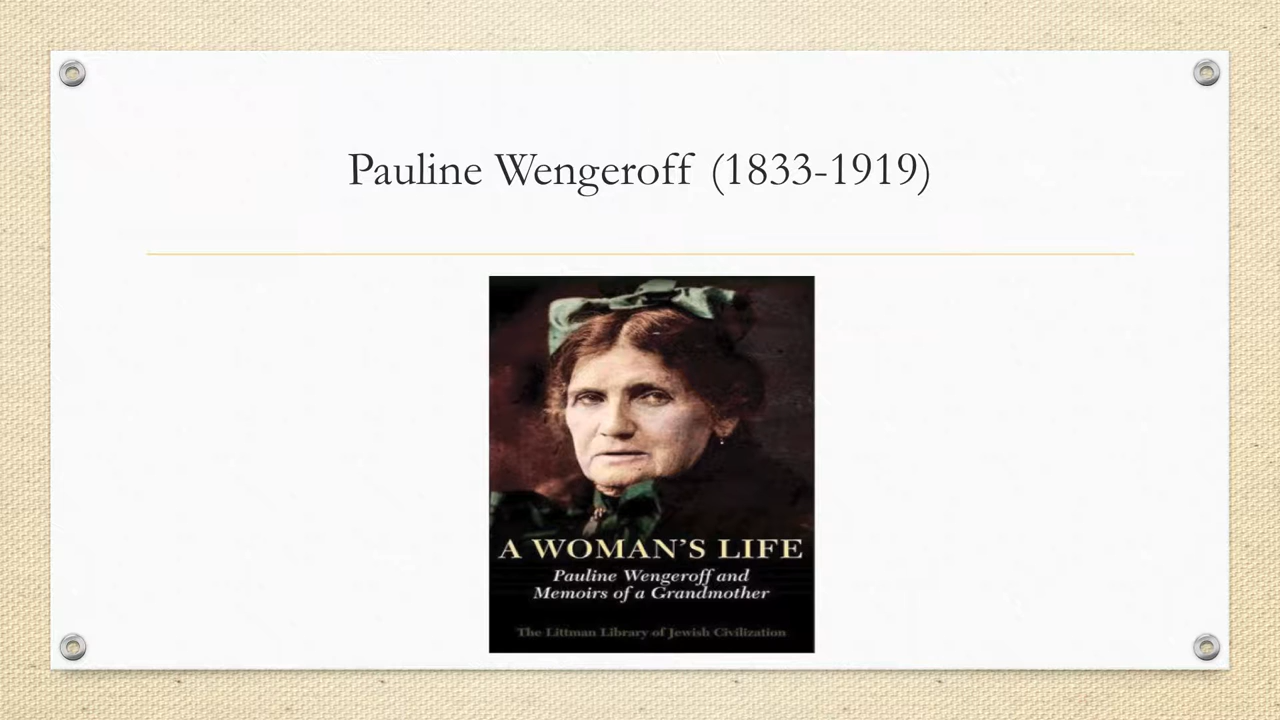 Pauline Wengeroff (1833-1919)
A WOMAN'S LIFE
Pauline Wengeroff and
Memoirs of a Grandmother
The Littman Library of Jewish Civilization